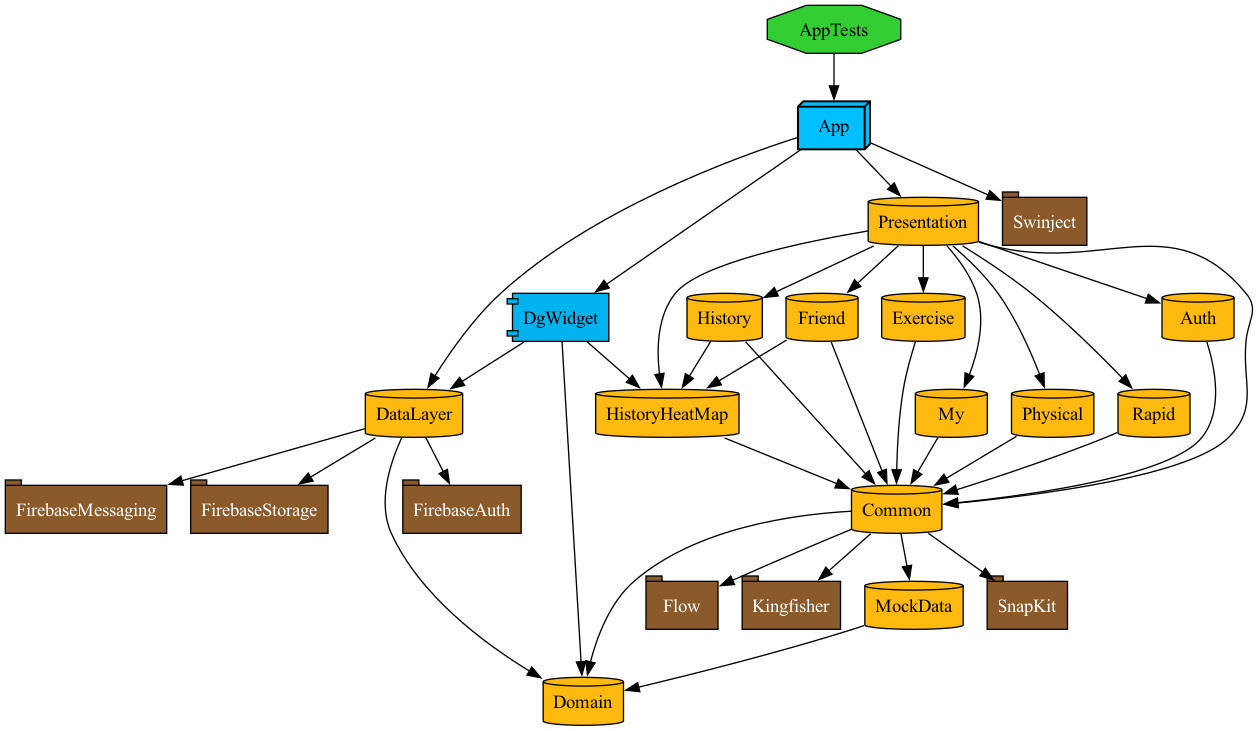 AppTests
App
Presentation
Swinject
DgWidget
History
Friend
Exercise
Auth
DataLayer
HistoryHeatMap
My
Physical
Rapid
FirebaseMessaging
FirebaseStorage
FirebaseAuth
Common
Flow
Kingfisher
MockData
SnapKit
Domain